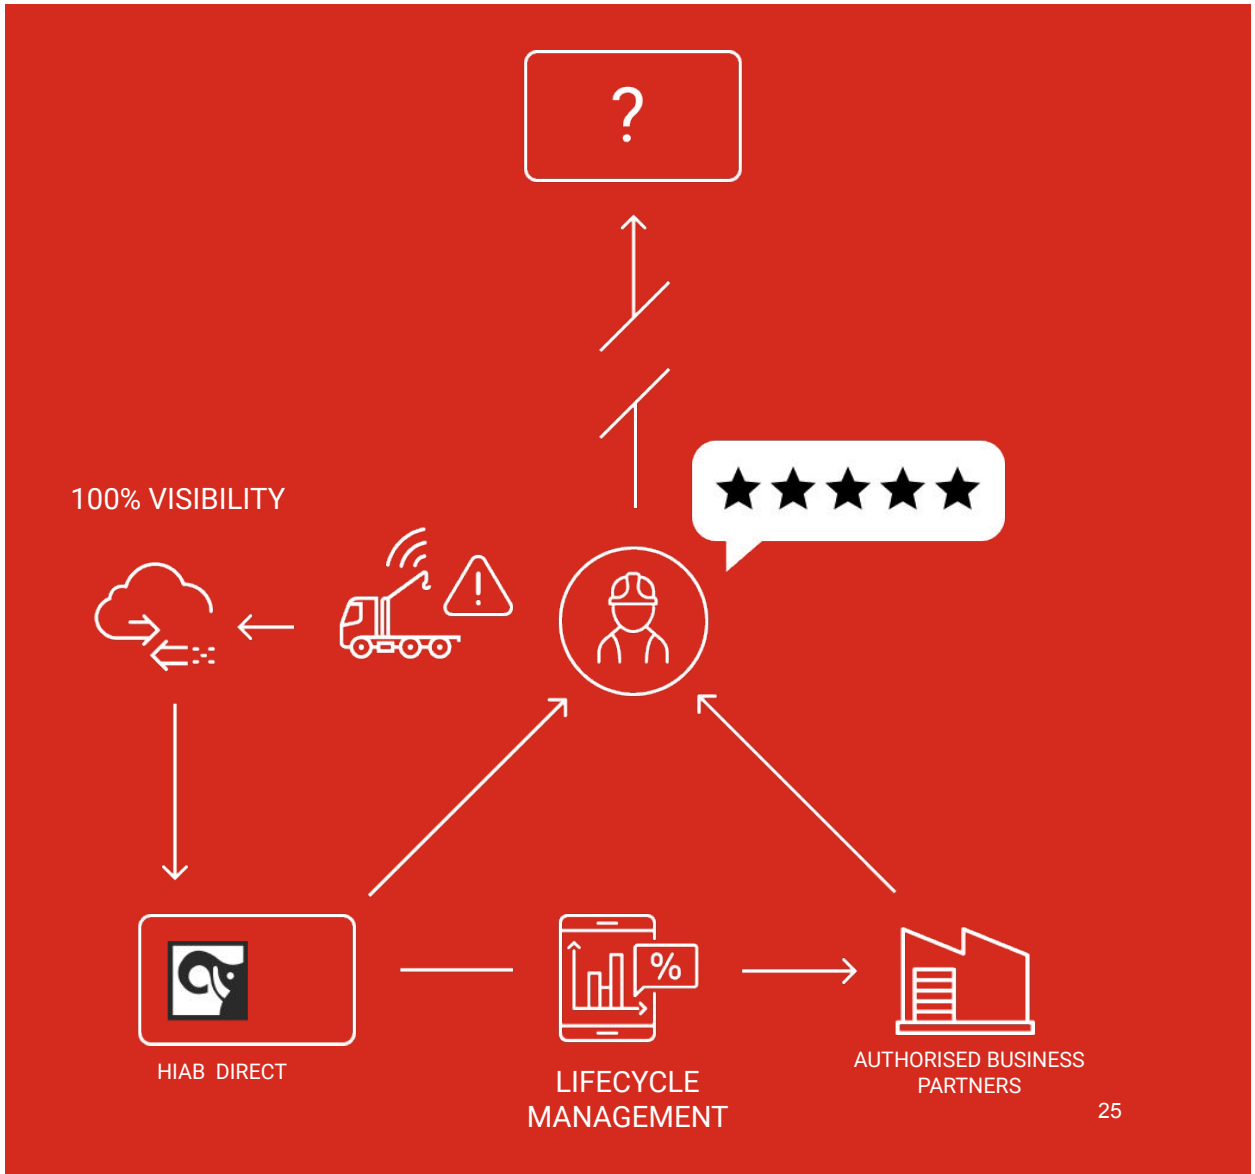 ?
100% VISIBILITY
!
%
HIAB DIRECT
LIFECYCLE
MANAGEMENT
AUTHORISED BUSINESS
PARTNERS
25